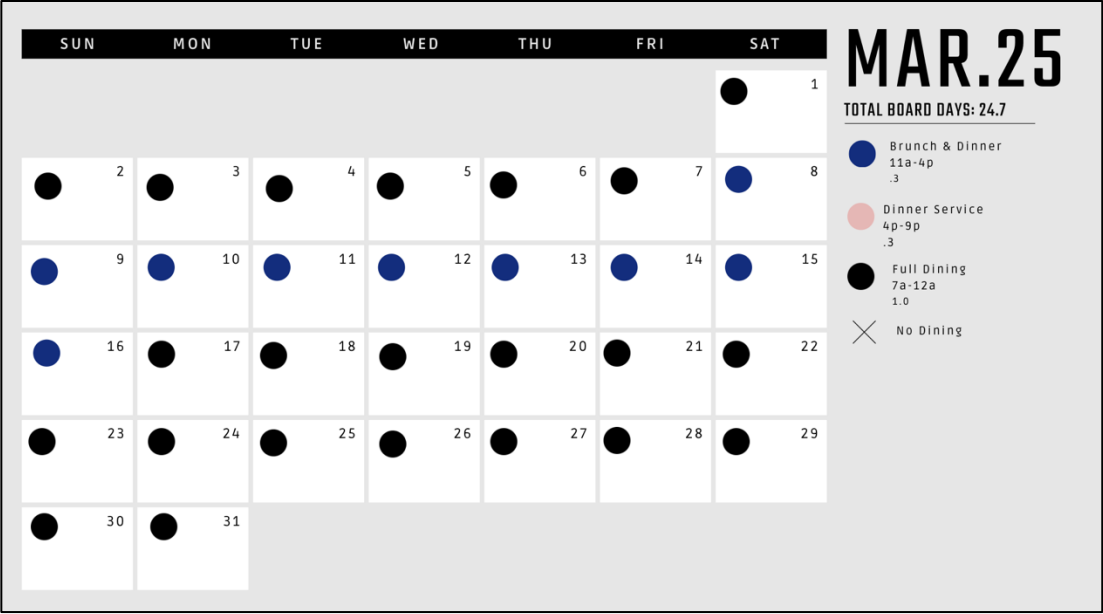 SUN MON TUE WED THU FRI SAT
1
2 3 4 5 6 7 8
9 10 11 12 13 14 15
16 17 18 19 20 21 22
23 24 25 26 27 28 29
30 31
MAR.25
TOTAL BOARD DAYS: 24.7
Brunch & Dinner
11a-4p
.3
Dinner Service
4p-9p
.3
Full Dining
7a-12a
1.0
No Dining